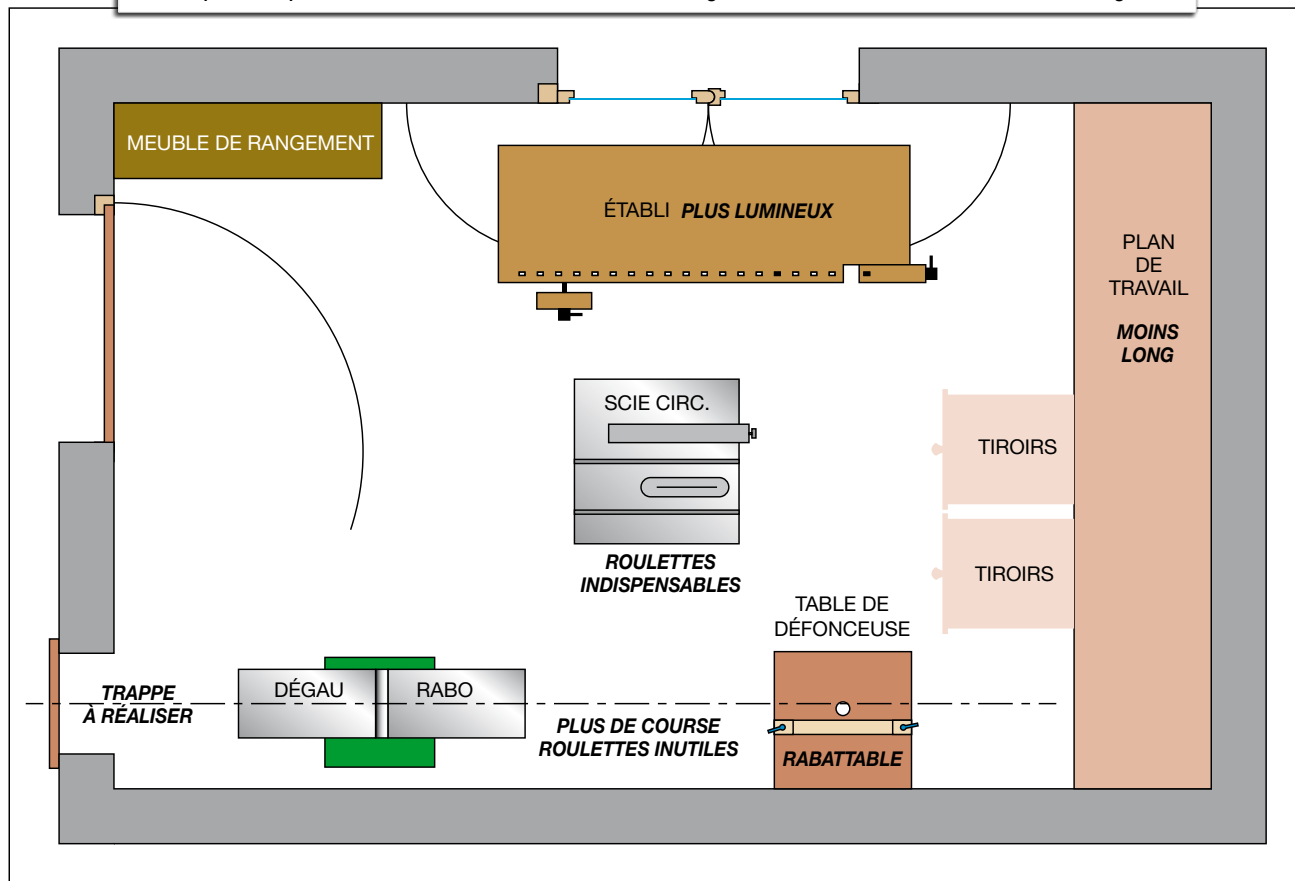 MEUBLE DE RANGEMENT
ÉTABLI PLUS LUMINEUX
PLAN
DE
TRAVAIL
MOINS
LONG
SCIE CIRC.
TIROIRS
ROULETTES
INDISPENSABLES
TIROIRS
TABLE DE
DÉFONCEUSE
TRAPPE
À RÉALISER
DÉGAU
RABO
PLUS DE COURSE
ROULETTES INUTILES
RABATTABLE